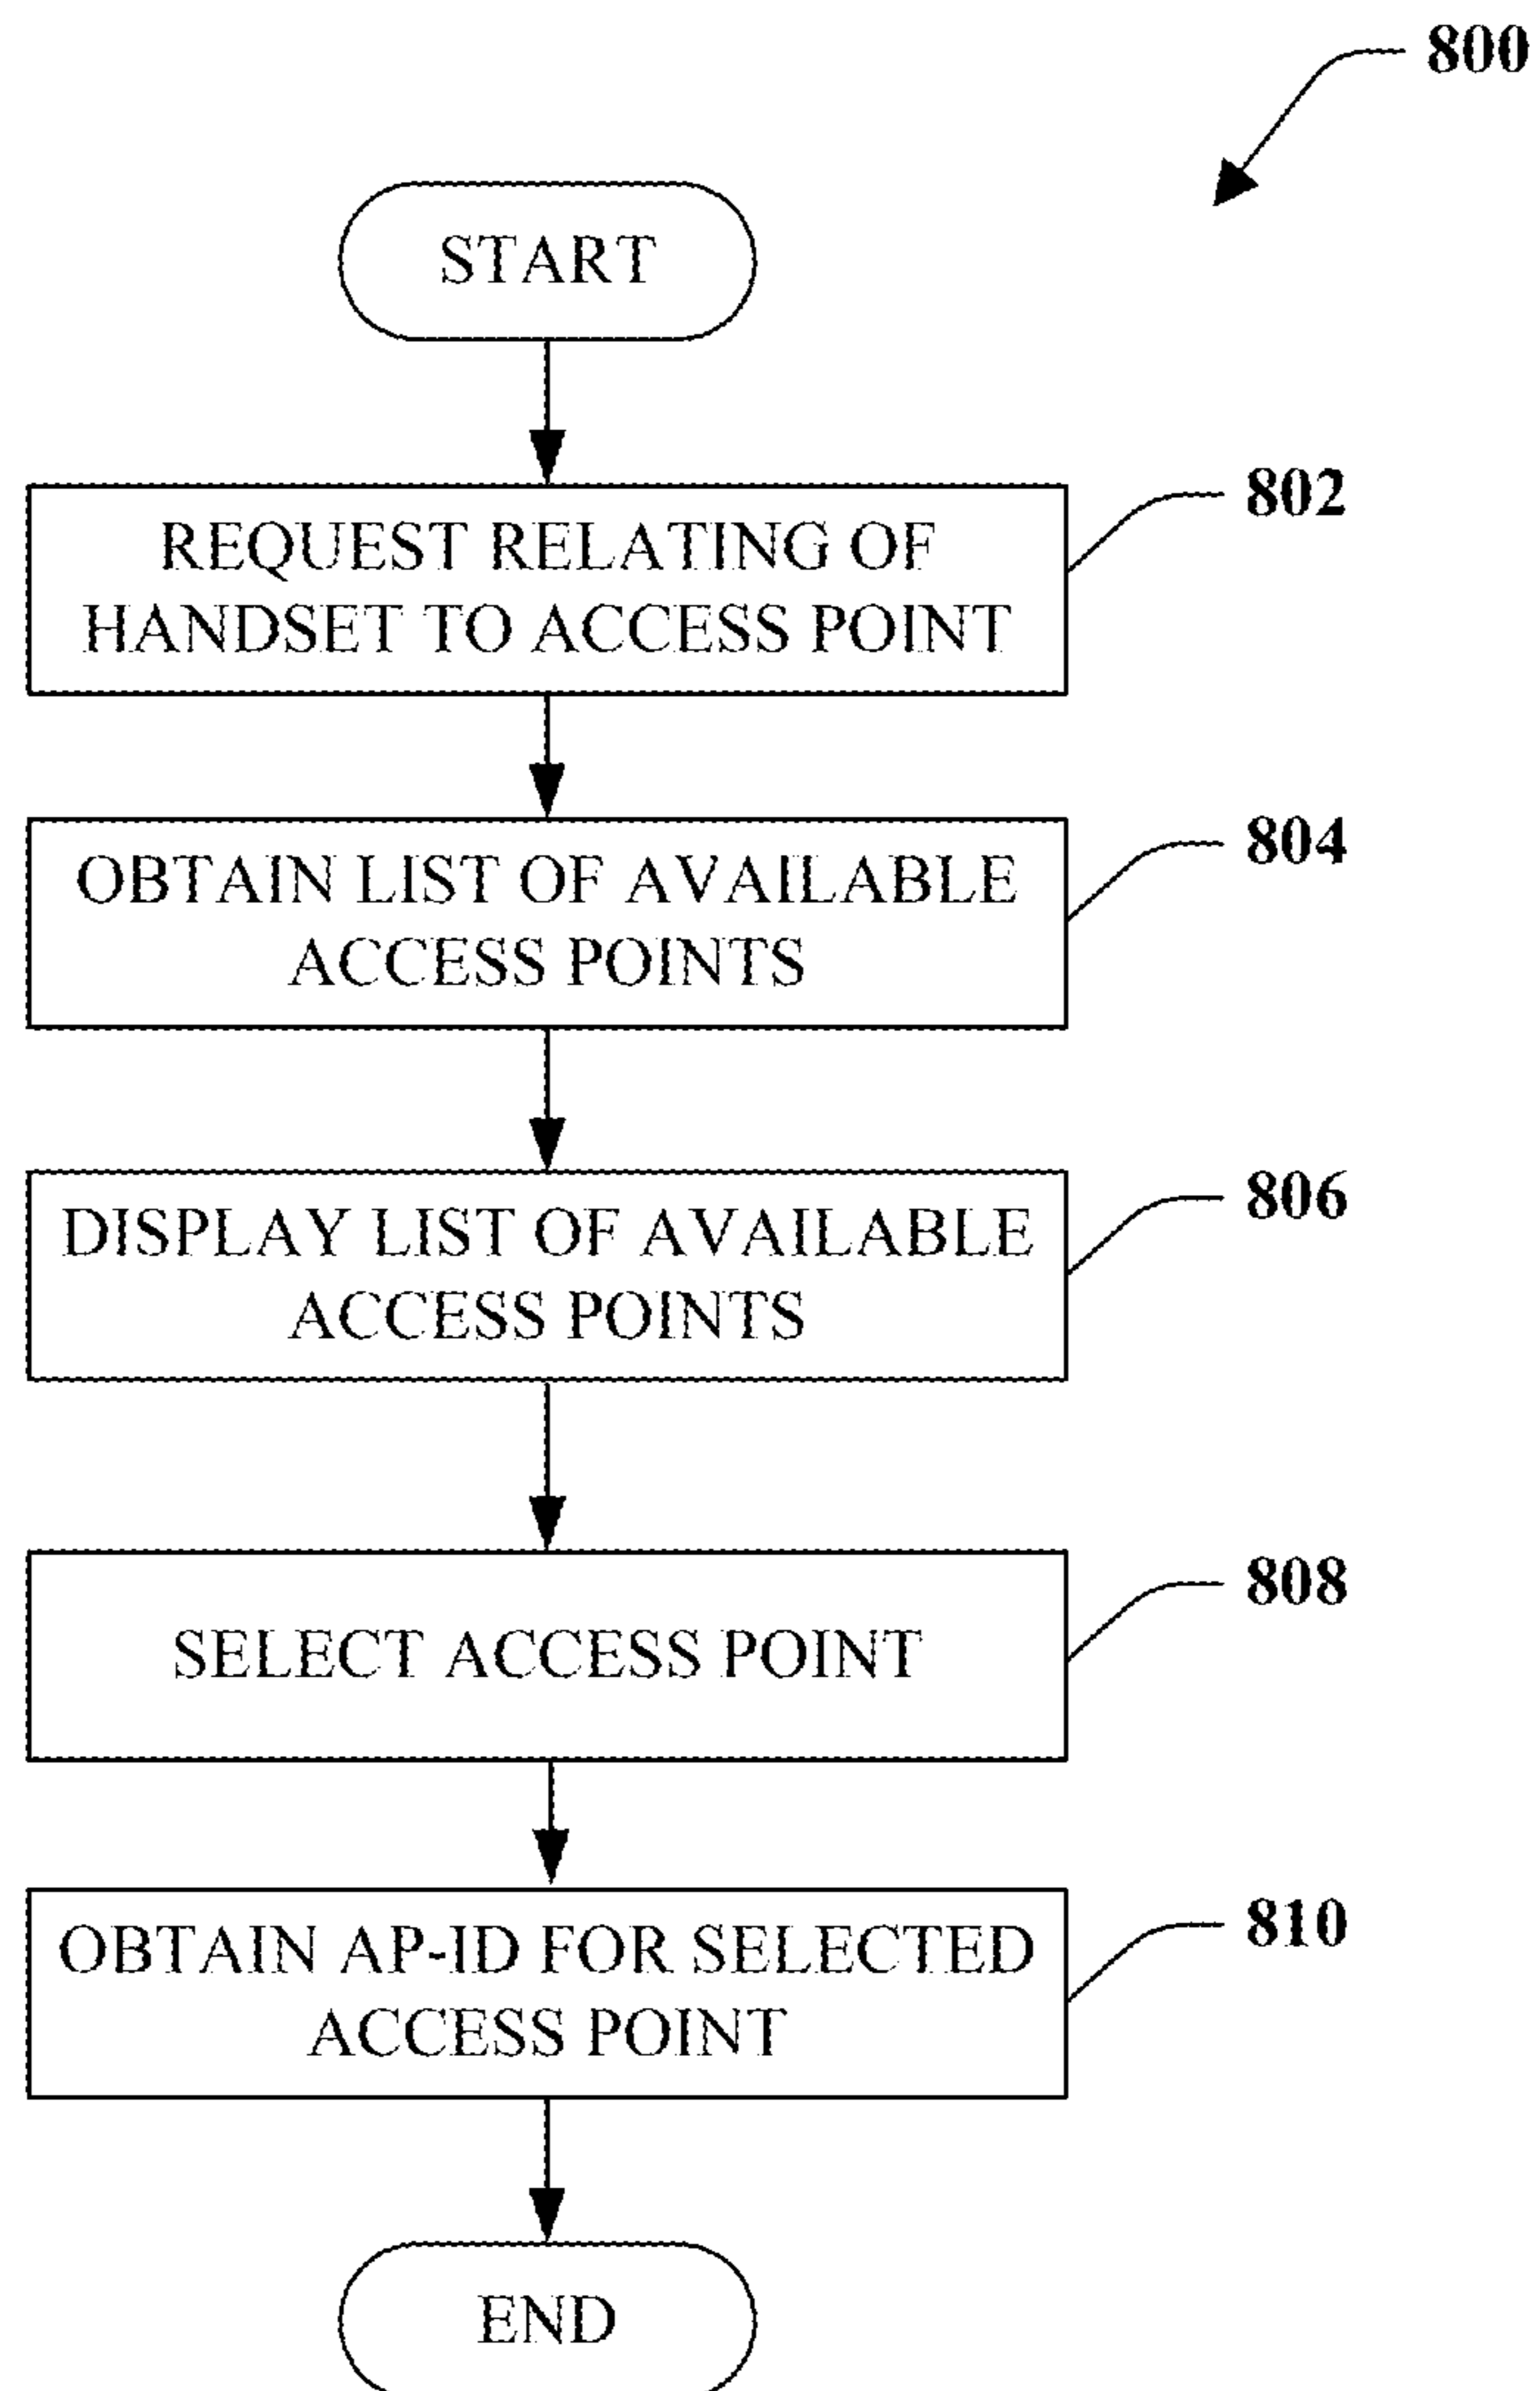 800
START
REQUEST RELATING OF
HANDSET TO ACCESS POINT
802
OBTAIN LIST OF AVAILABLE
ACCESS POINTS
804
DISPLAY LIST OF AVAILABLE
ACCESS POINTS
806
SELECT ACCESS POINT
808
OBTAIN AP-ID FOR SELECTED
ACCESS POINT
810
END